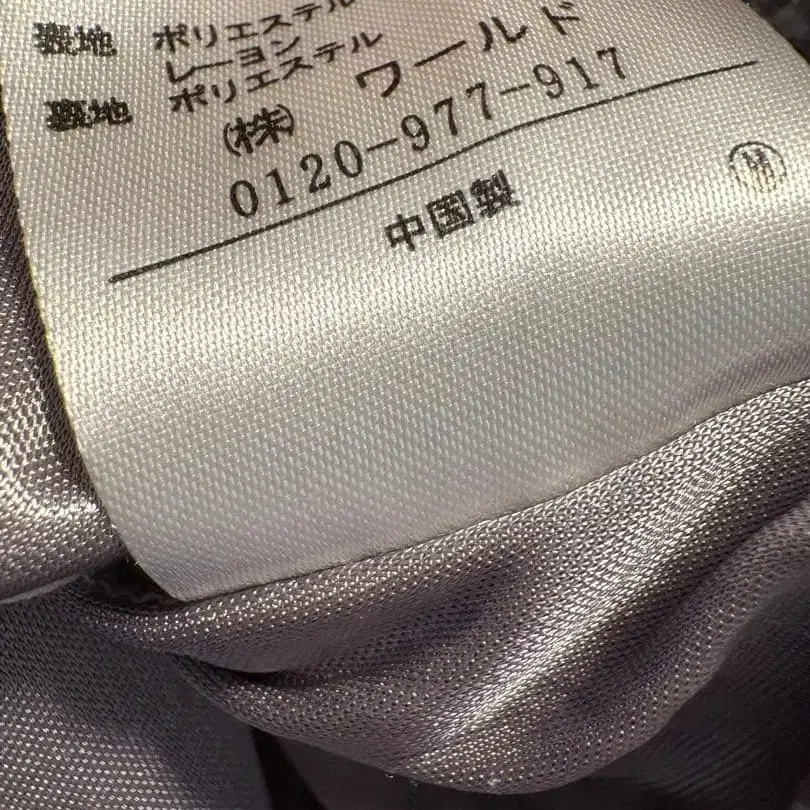 表地 ポリエステル
レーヨン
裏地 ポリエステル
(株) ワールド
0120-977-917
中国製
M